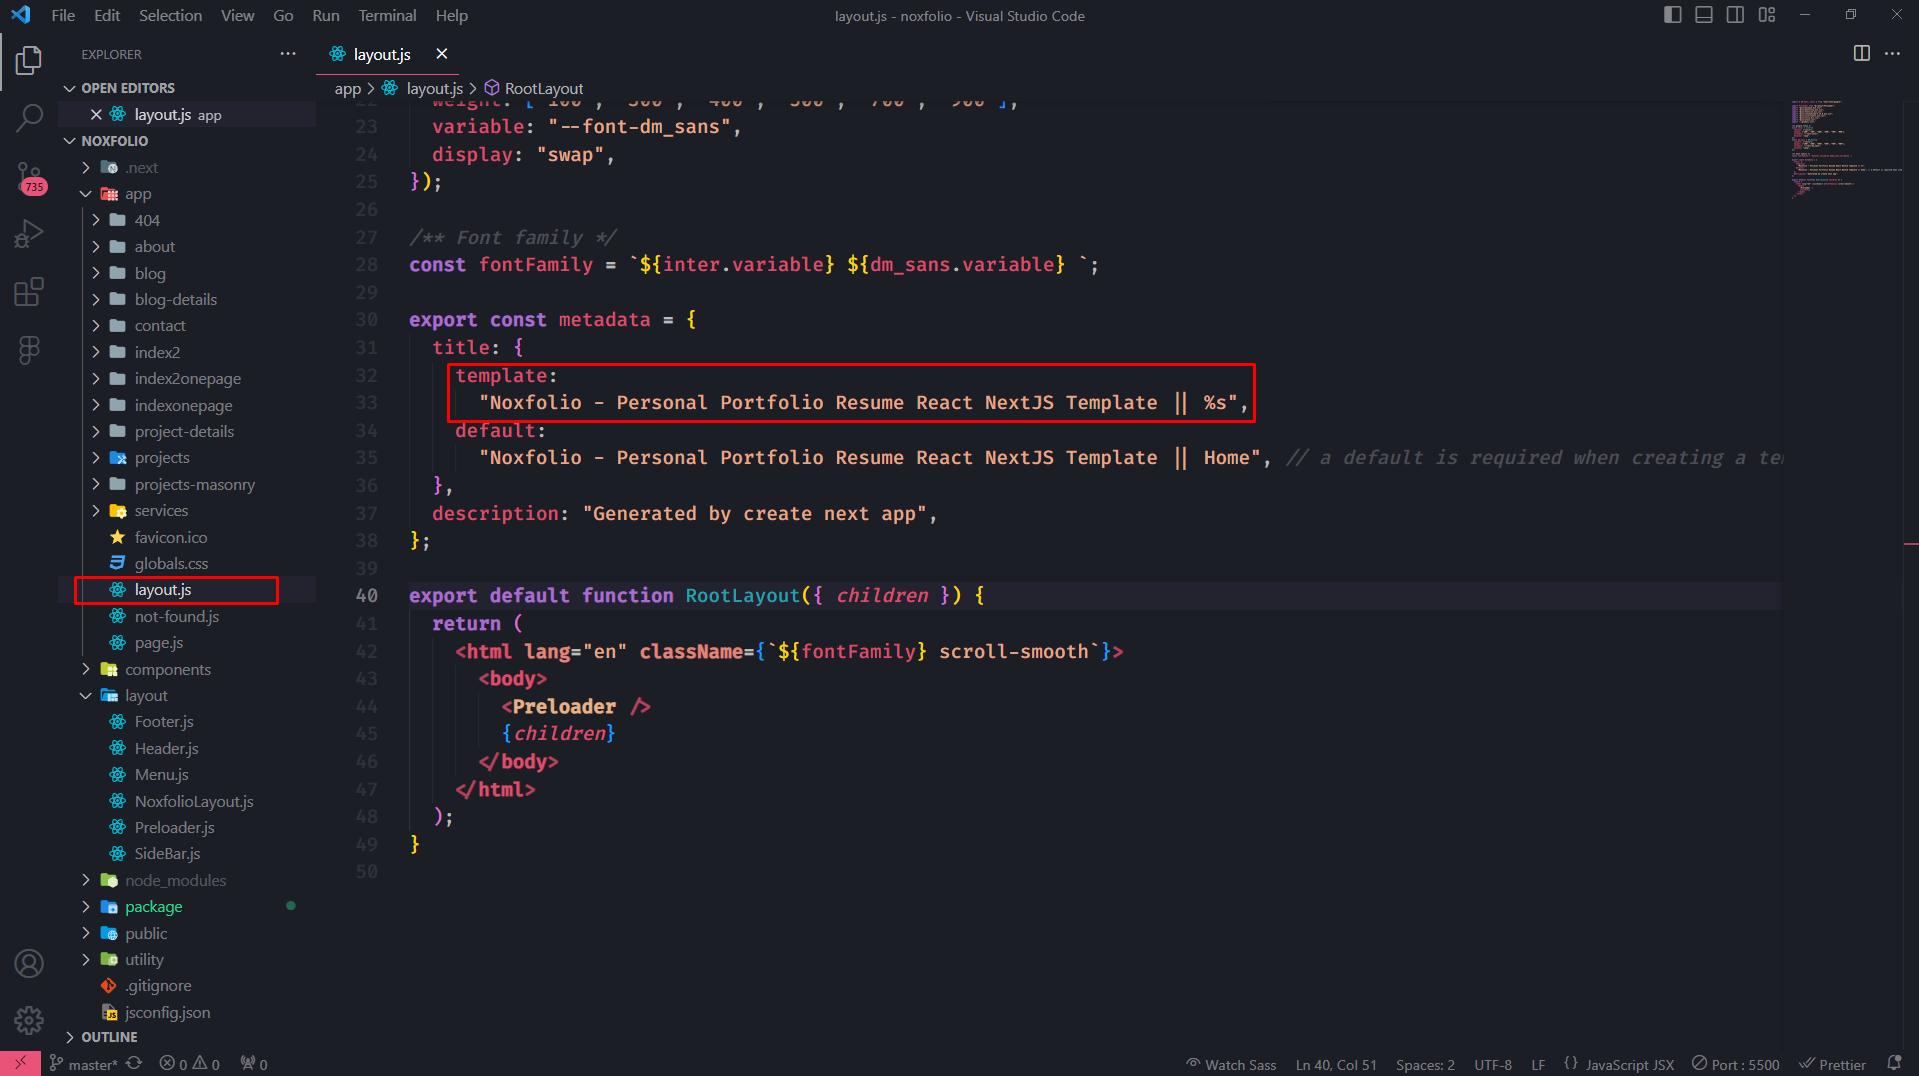 File Edit Selection View Go Run Terminal Help
layout.js - noxfolio - Visual Studio Code
EXPLORER
OPEN EDITORS
layout.js app
NOXFOLIO
.next
app
404
about
blog
blog-details
contact
index2
index2onepage
indexonepage
project-details
projects
projects-masonry
services
favicon.ico
globals.css
layout.js
not-found.js
page.js
components
layout
Footer.js
Header.js
Menu.js
NoxfolioLayout.js
Preloader.js
SideBar.js
node_modules
package
public
utility
.gitignore
jsconfig.json
OUTLINE
735
layout.js
app > layout.js > RootLayout
23 variable: "--font-dm_sans",
24 display: "swap",
25 });
26
27 /** Font family */
28 const fontFamily = `${inter.variable} ${dm_sans.variable} `;
29
30 export const metadata = {
31 title: {
32 template:
33 "Noxfolio - Personal Portfolio Resume React NextJS Template || %s",
34 default:
35 "Noxfolio - Personal Portfolio Resume React NextJS Template || Home", // a default is required when creating a
36 },
37 description: "Generated by create next app",
38 };
39
40 export default function RootLayout({ children }) {
41 return (
42 <html lang="en" className={`${fontFamily} scroll-smooth`}>
43 <body>
44 <Preloader />
45 {children}
46 </body>
47 </html>
48 );
49 }
50
master* 0 0 0
Watch Sass Ln 40, Col 51 Spaces: 2 UTF-8 LF {} JavaScript JSX Port : 5500 Prettier